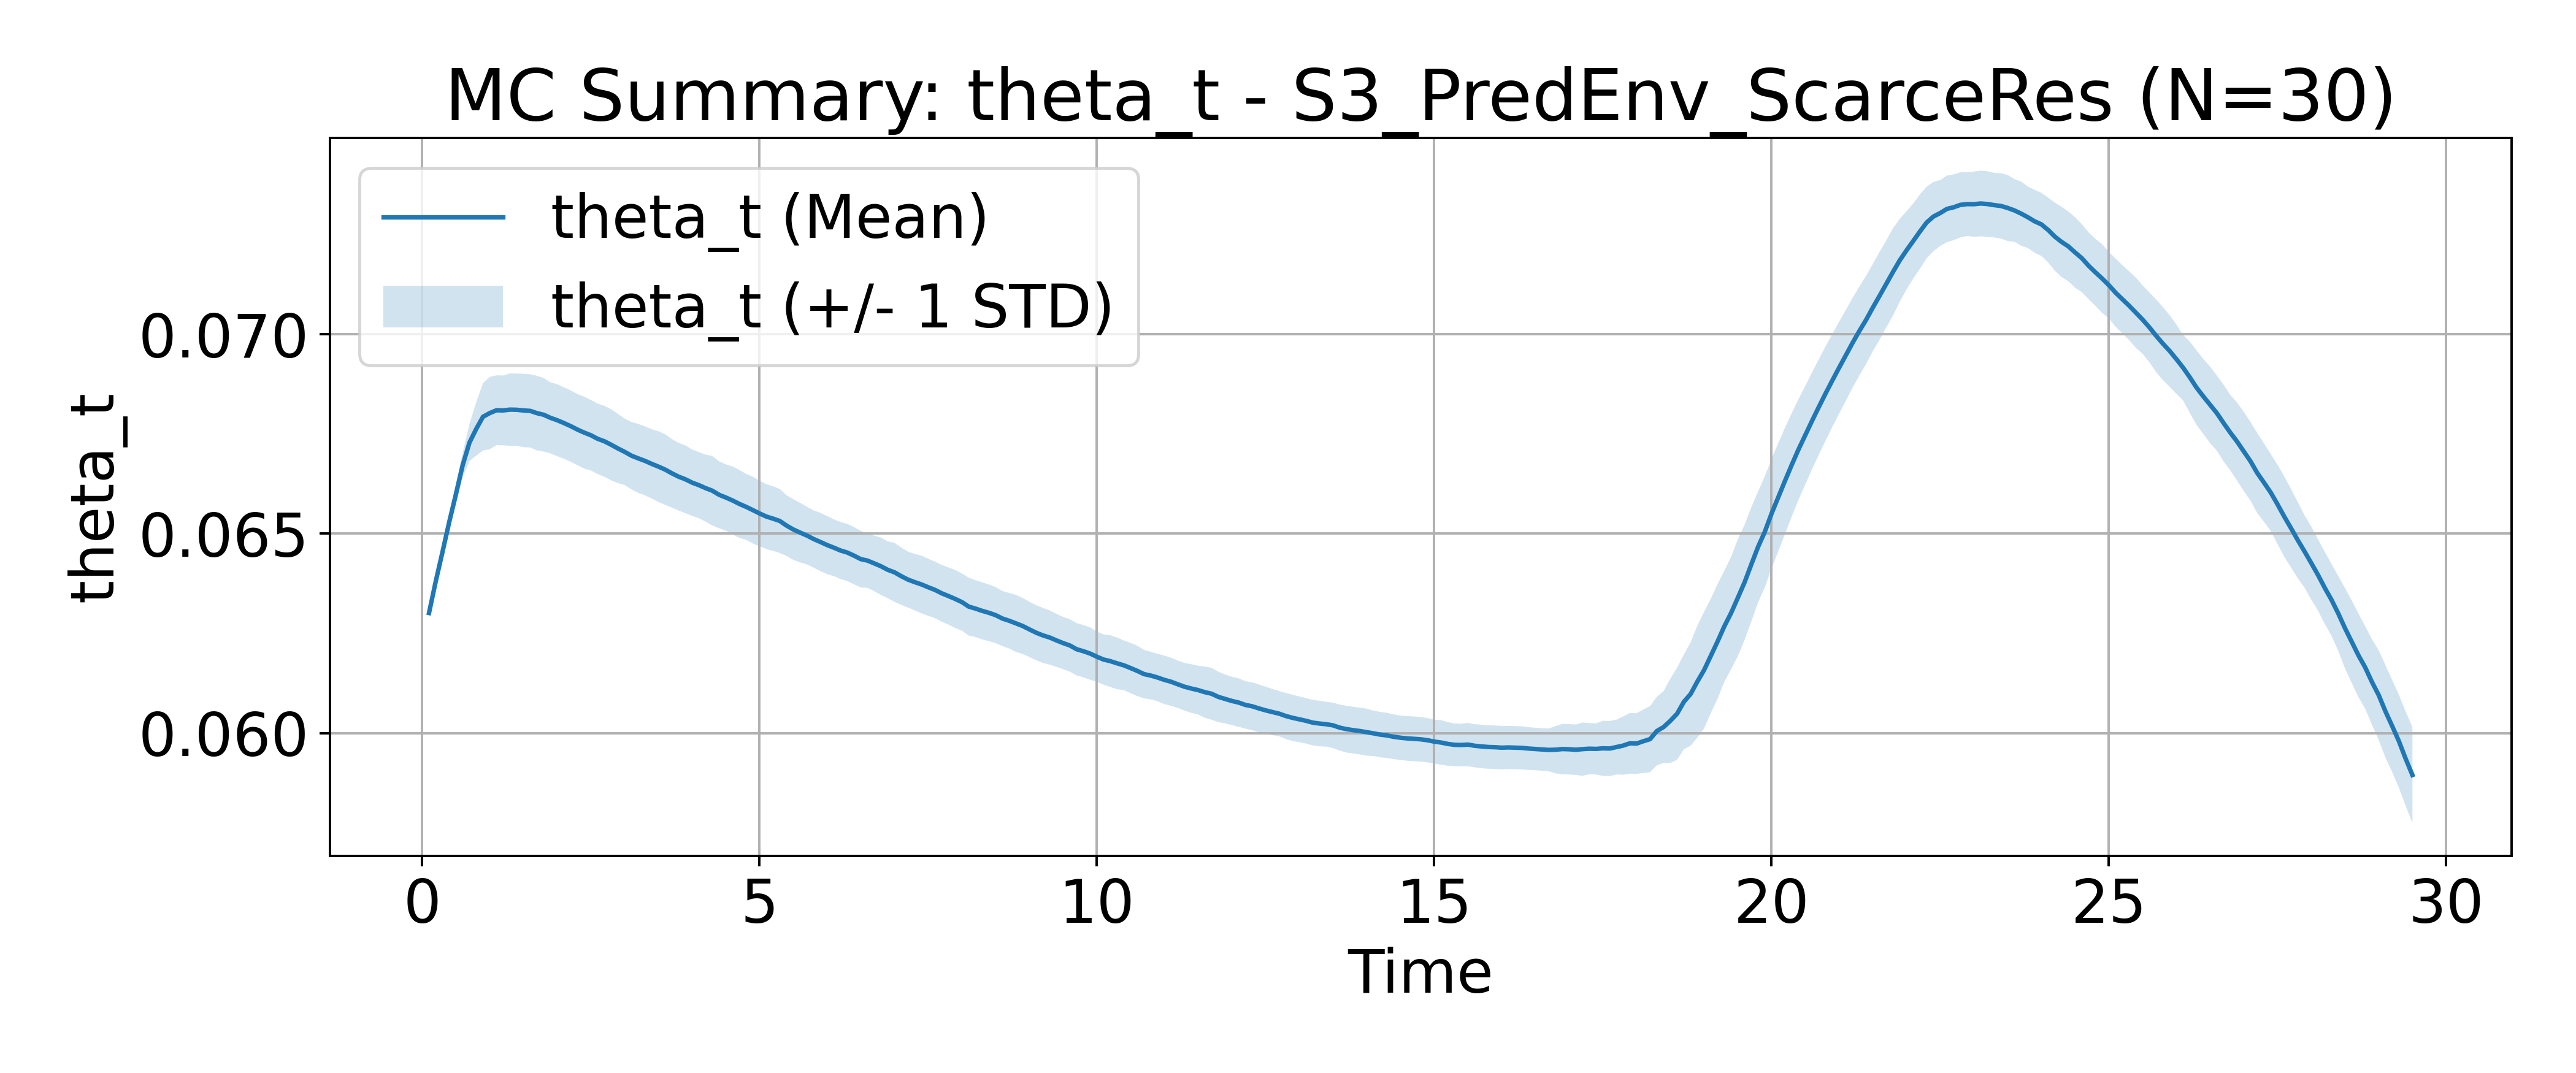 MC Summary: theta_t - S3_PredEnv_ScarceRes (N=30)
theta_t (Mean)
theta_t (+/- 1 STD)
theta_t
0.070
0.065
0.060
0 5 10 15 20 25 30
Time